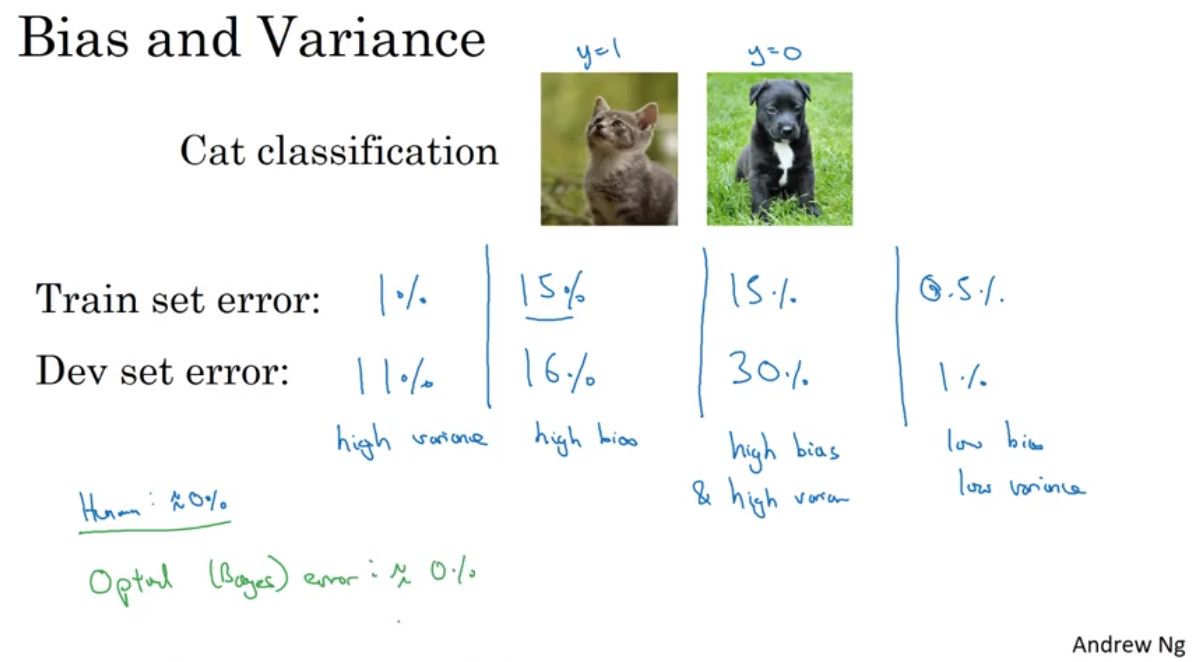 Bias and Variance
y=1 y=0
Cat classification
Train set error: 1% 15% 15% 0.5%
Dev set error: 11% 16% 30% 1%
high variance high bias high bias low bias
& high varian low variance
Human: ≈0%
Optimal (Bayes) error: ≈ 0%
Andrew Ng